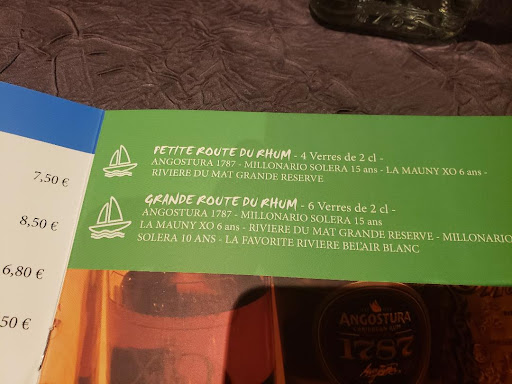 PETITE ROUTE DU RHUM - 4 Verres de 2 cl -
ANGOSTURA 1787 - MILLONARIO SOLERA 15 ans - LA MAUNY XO 6 ans -
RIVIERE DU MAT GRANDE RESERVE
GRANDE ROUTE DU RHUM - 6 Verres de 2 cl -
ANGOSTURA 1787 - MILLONARIO SOLERA 15 ans
LA MAUNY XO 6 ans - RIVIERE DU MAT GRANDE RESERVE - MILLONARIO
SOLERA 10 ANS - LA FAVORITE RIVIERE BEL'AIR BLANC
7,50 €
8,50 €
6,80 €
50 €
XO
ANGOSTURA
1787